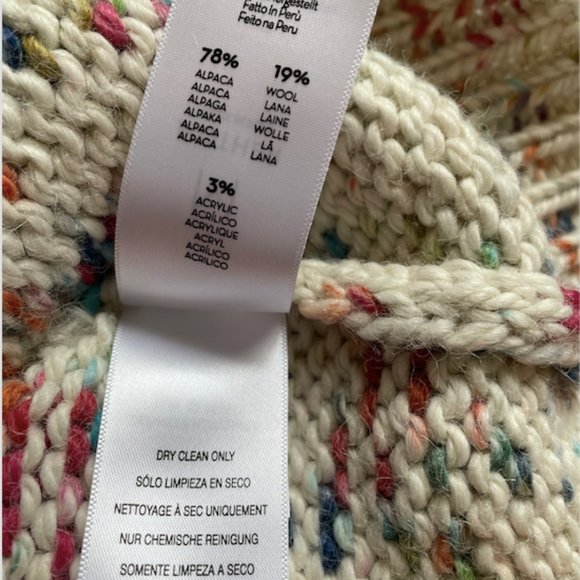 Fatto In Perù
Feito na Peru
78%
ALPACA
ALPACA
ALPAGA
ALPAKA
ALPACA
ALPACA
19%
WOOL
LANA
LAINE
WOLLE
LÃ
LANA
3%
ACRYLIC
ACRÍLICO
ACRYLIQUE
ACRYL
ACRÍLICO
ACRILICO
DRY CLEAN ONLY
SÓLO LIMPIEZA EN SECO
NETTOYAGE À SEC UNIQUEMENT
NUR CHEMISCHE REINIGUNG
SOMENTE LIMPEZA A SECO